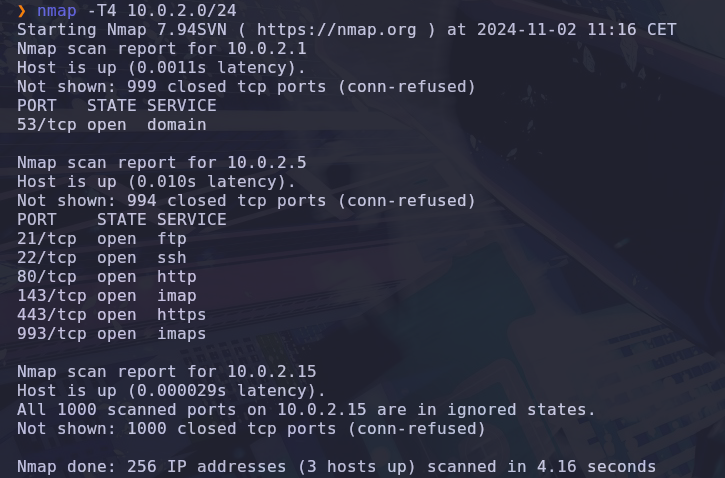 ❯ nmap -T4 10.0.2.0/24
Starting Nmap 7.94SVN ( https://nmap.org ) at 2024-11-02 11:16 CET
Nmap scan report for 10.0.2.1
Host is up (0.0011s latency).
Not shown: 999 closed tcp ports (conn-refused)
PORT   STATE SERVICE
53/tcp open  domain

Nmap scan report for 10.0.2.5
Host is up (0.010s latency).
Not shown: 994 closed tcp ports (conn-refused)
PORT    STATE SERVICE
21/tcp  open  ftp
22/tcp  open  ssh
80/tcp  open  http
143/tcp open  imap
443/tcp open  https
993/tcp open  imaps

Nmap scan report for 10.0.2.15
Host is up (0.000029s latency).
All 1000 scanned ports on 10.0.2.15 are in ignored states.
Not shown: 1000 closed tcp ports (conn-refused)

Nmap done: 256 IP addresses (3 hosts up) scanned in 4.16 seconds